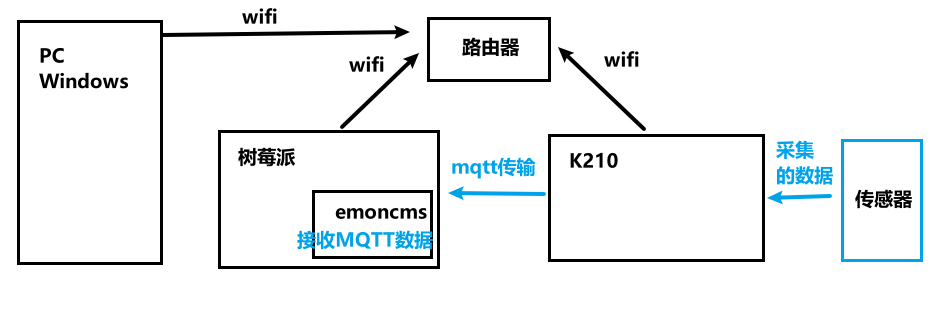 wifi
PC
Windows
路由器
wifi
wifi
树莓派
mqtt传输
K210
采集
的数据
传感器
emoncms
接收MQTT数据